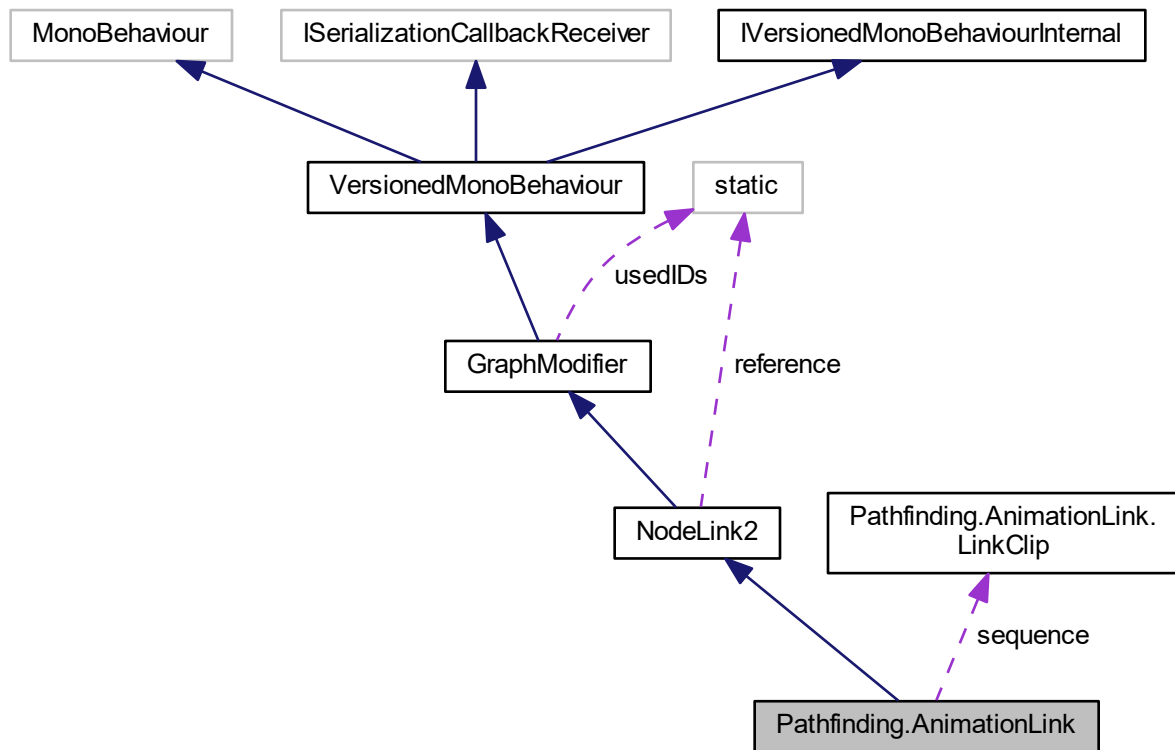 MonoBehaviour
ISerializationCallbackReceiver
IVersionedMonoBehaviourInternal
VersionedMonoBehaviour
static
usedIDs
GraphModifier
reference
NodeLink2
Pathfinding.AnimationLink.
LinkClip
sequence
Pathfinding.AnimationLink